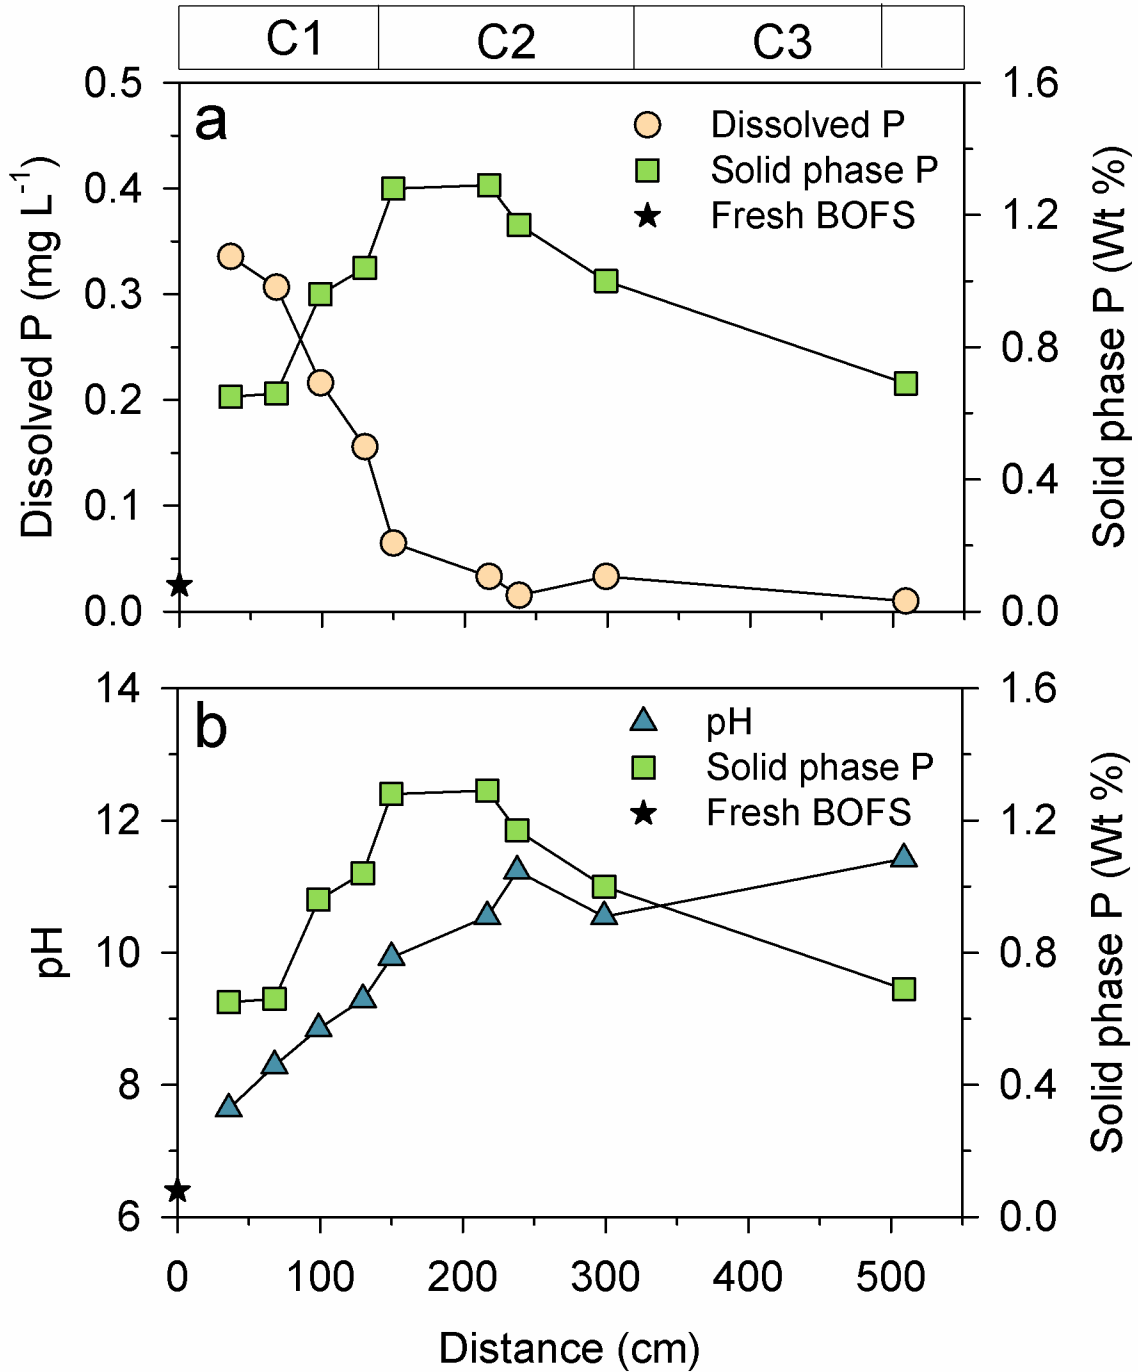 C1 C2 C3
a
Dissolved P
Solid phase P
Fresh BOFS
0.5
0.4
0.3
0.2
0.1
0.0
Dissolved P (mg L⁻¹)
1.6
1.2
0.8
0.4
0.0
Solid phase P (Wt %)
b
pH
Solid phase P
Fresh BOFS
14
12
10
8
6
pH
1.6
1.2
0.8
0.4
0.0
Solid phase P (Wt %)
0 100 200 300 400 500
Distance (cm)